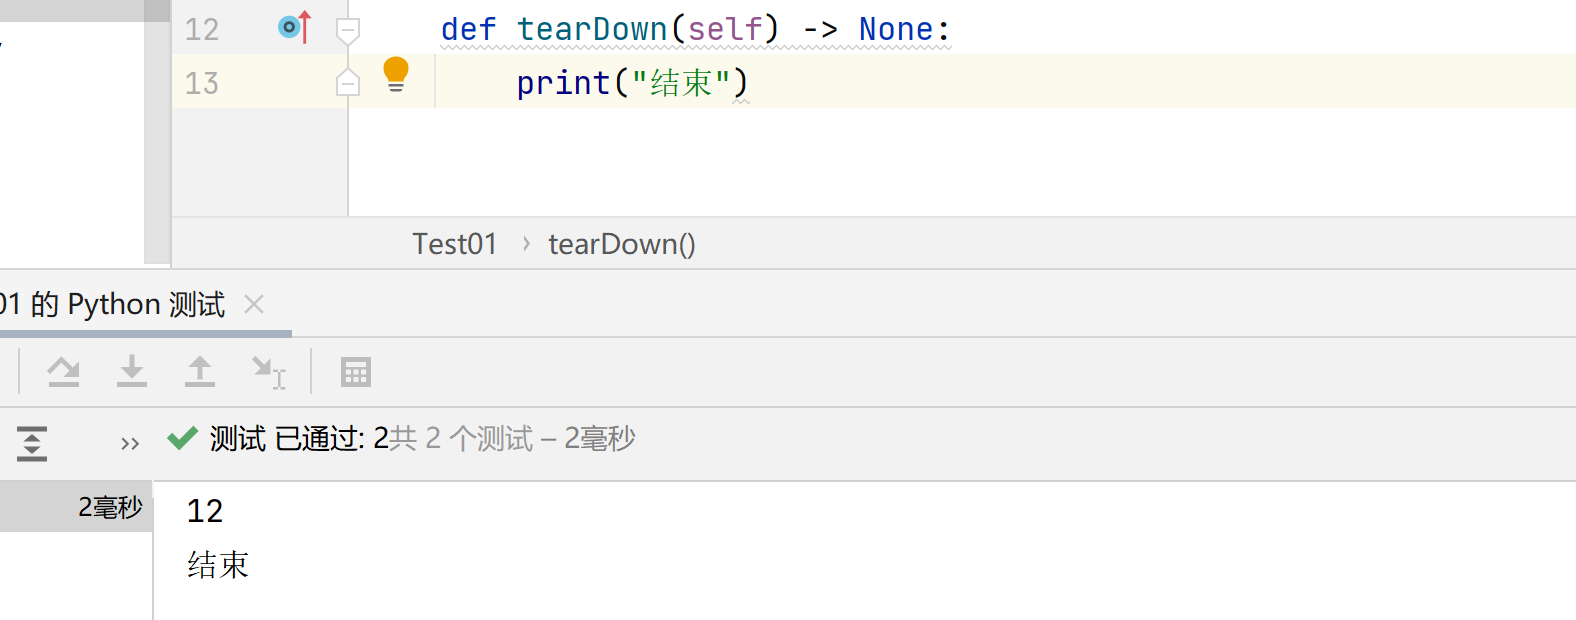 12 def tearDown(self) -> None:
13 print("结束")
Test01 › tearDown()
01 的 Python 测试
测试 已通过: 2共 2 个测试 – 2毫秒
2毫秒
12
结束